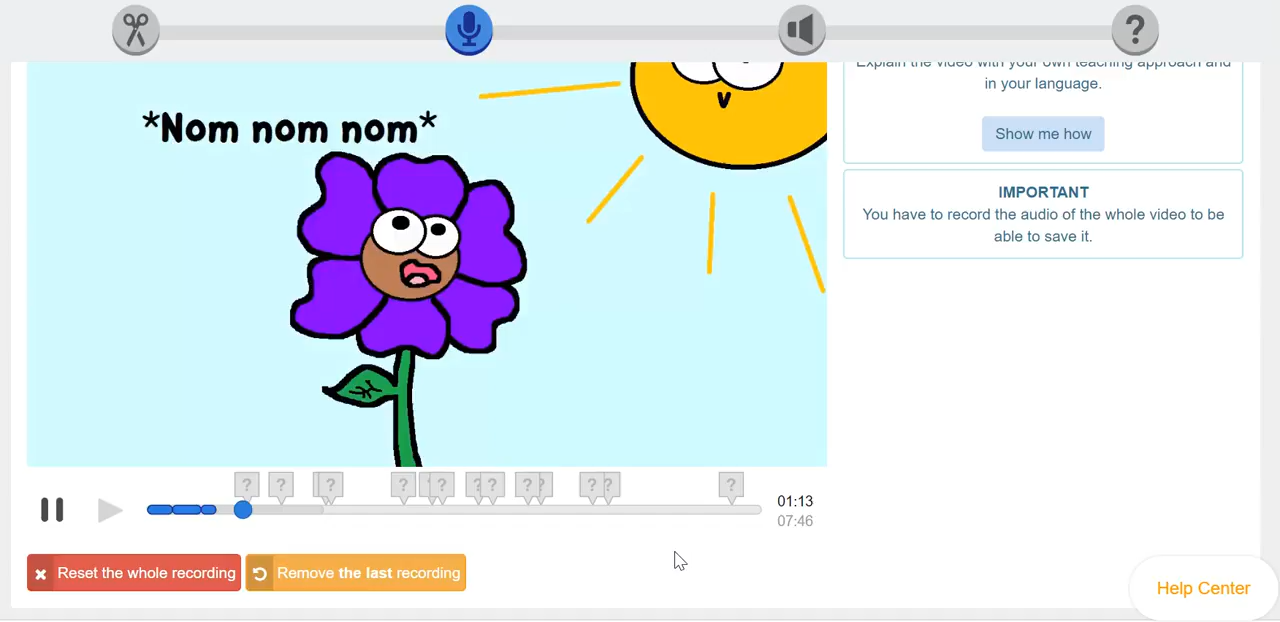 ?
Explain the video with your own teaching approach and
in your language.
Show me how
*Nom nom nom*
IMPORTANT
You have to record the audio of the whole video to be
able to save it.
? ? ? ? ? ? ? ? ? ? ? ?
01:13
07:46
Reset the whole recording
Remove the last recording
Help Center